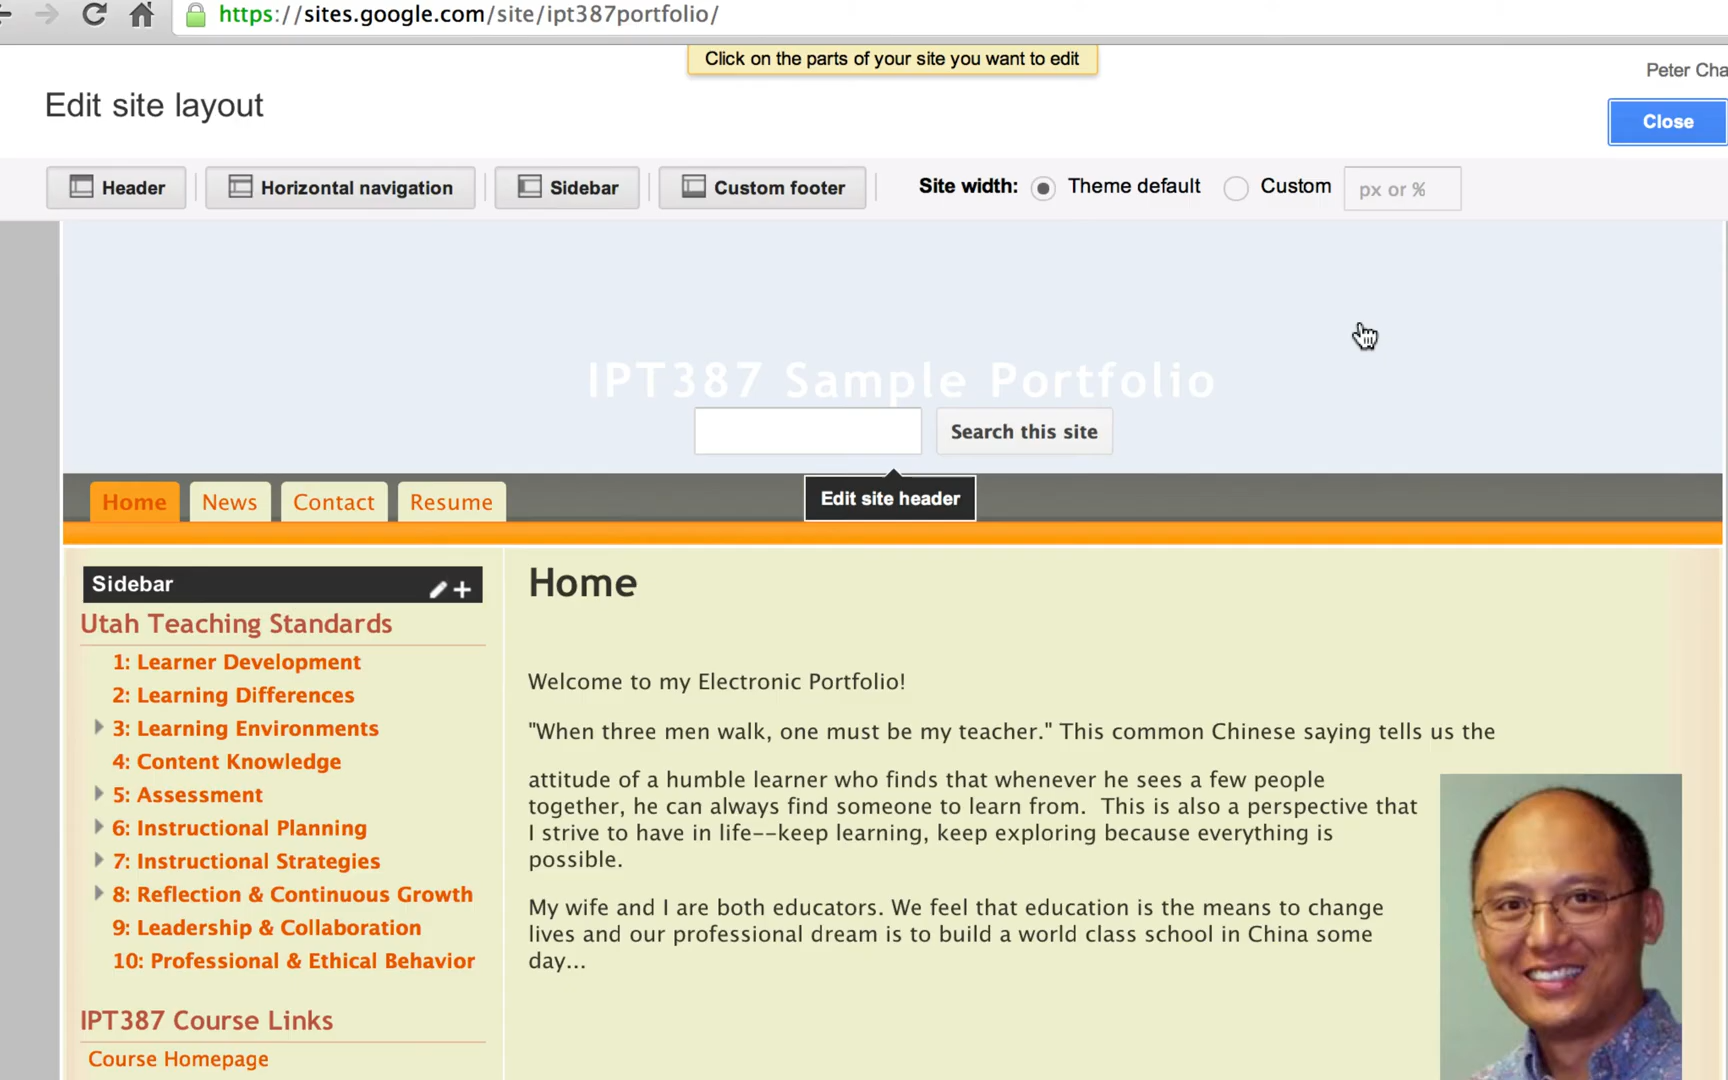 https://sites.google.com/site/ipt387portfolio/
Click on the parts of your site you want to edit
Peter Cha
Edit site layout
Close
Header
Horizontal navigation
Sidebar
Custom footer
Site width:
Theme default
Custom
px or %
IPT387 Sample Portfolio
Search this site
Home
News
Contact
Resume
Edit site header
Sidebar
Utah Teaching Standards
1: Learner Development
2: Learning Differences
3: Learning Environments
4: Content Knowledge
5: Assessment
6: Instructional Planning
7: Instructional Strategies
8: Reflection & Continuous Growth
9: Leadership & Collaboration
10: Professional & Ethical Behavior
IPT387 Course Links
Course Homepage
Home
Welcome to my Electronic Portfolio!
"When three men walk, one must be my teacher." This common Chinese saying tells us the
attitude of a humble learner who finds that whenever he sees a few people
together, he can always find someone to learn from.  This is also a perspective that
I strive to have in life--keep learning, keep exploring because everything is
possible.
My wife and I are both educators. We feel that education is the means to change
lives and our professional dream is to build a world class school in China some
day...